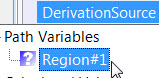 DerivationSource
Path Variables
Region#1